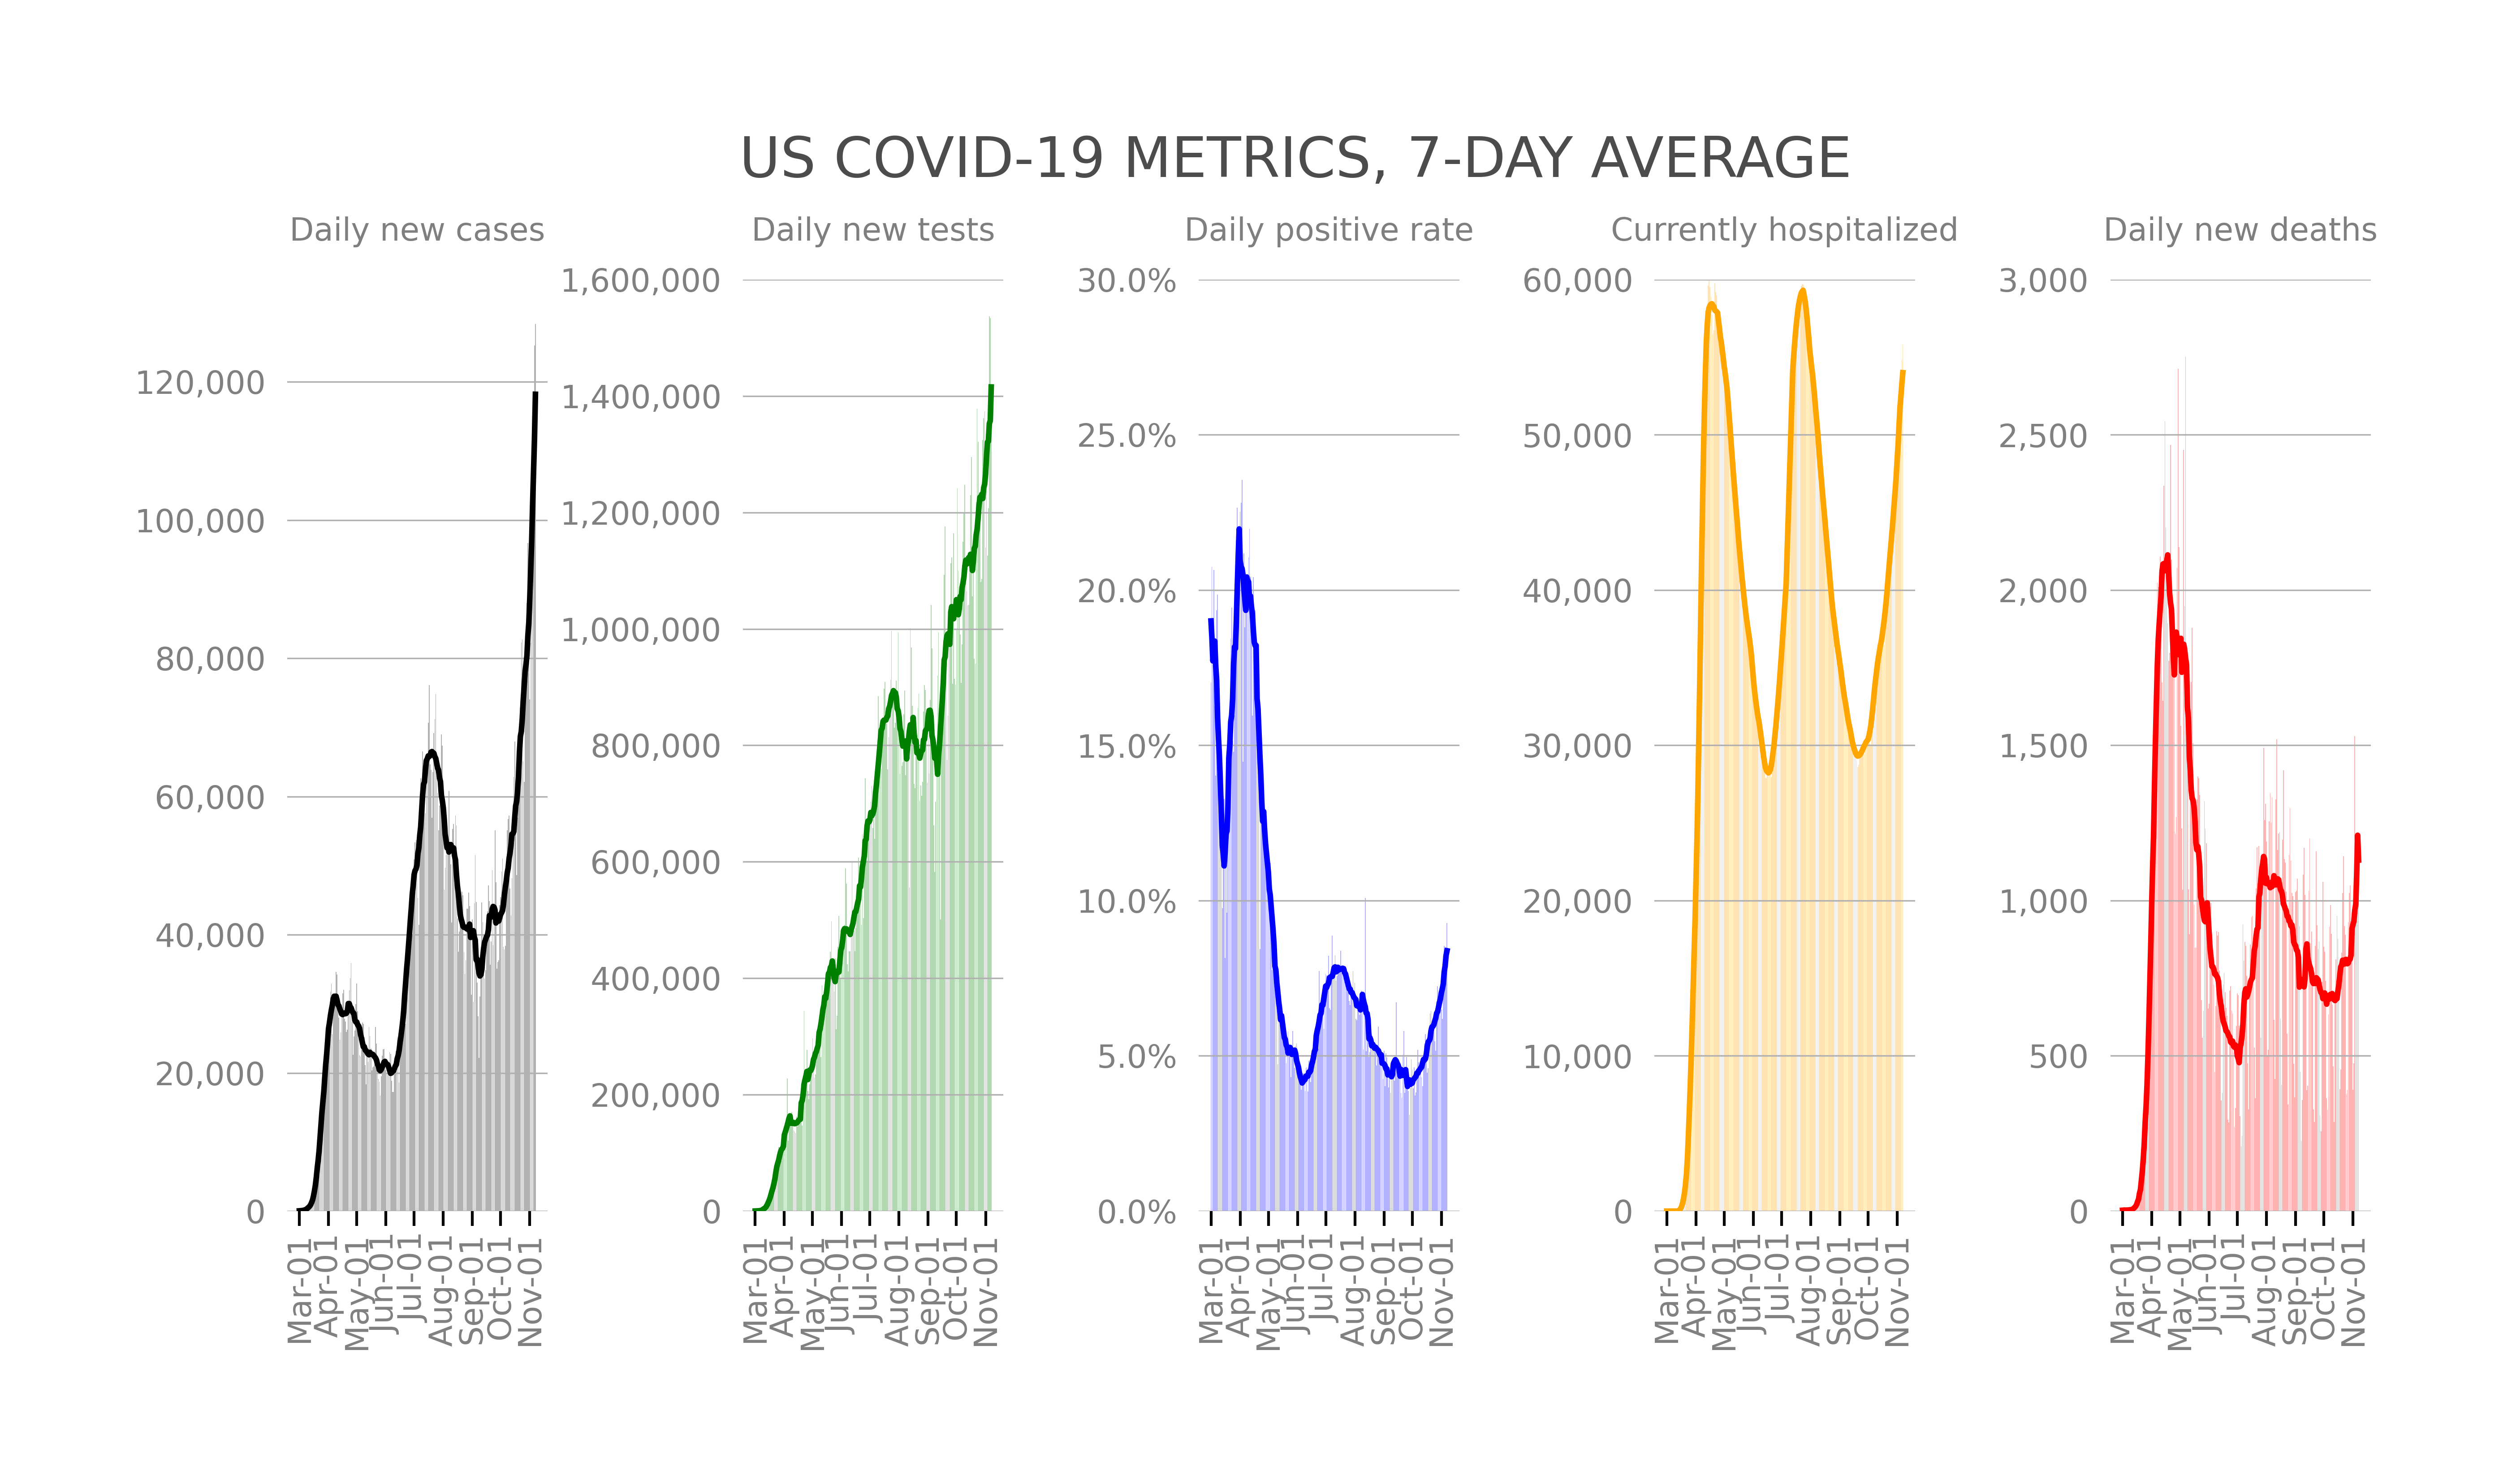 US COVID-19 METRICS, 7-DAY AVERAGE
Daily new cases
120,000
100,000
80,000
60,000
40,000
20,000
0
Mar-01
Apr-01
May-01
Jun-01
Jul-01
Aug-01
Sep-01
Oct-01
Nov-01
Daily new tests
1,600,000
1,400,000
1,200,000
1,000,000
800,000
600,000
400,000
200,000
0
Mar-01
Apr-01
May-01
Jun-01
Jul-01
Aug-01
Sep-01
Oct-01
Nov-01
Daily positive rate
30.0%
25.0%
20.0%
15.0%
10.0%
5.0%
0.0%
Mar-01
Apr-01
May-01
Jun-01
Jul-01
Aug-01
Sep-01
Oct-01
Nov-01
Currently hospitalized
60,000
50,000
40,000
30,000
20,000
10,000
0
Mar-01
Apr-01
May-01
Jun-01
Jul-01
Aug-01
Sep-01
Oct-01
Nov-01
Daily new deaths
3,000
2,500
2,000
1,500
1,000
500
0
Mar-01
Apr-01
May-01
Jun-01
Jul-01
Aug-01
Sep-01
Oct-01
Nov-01